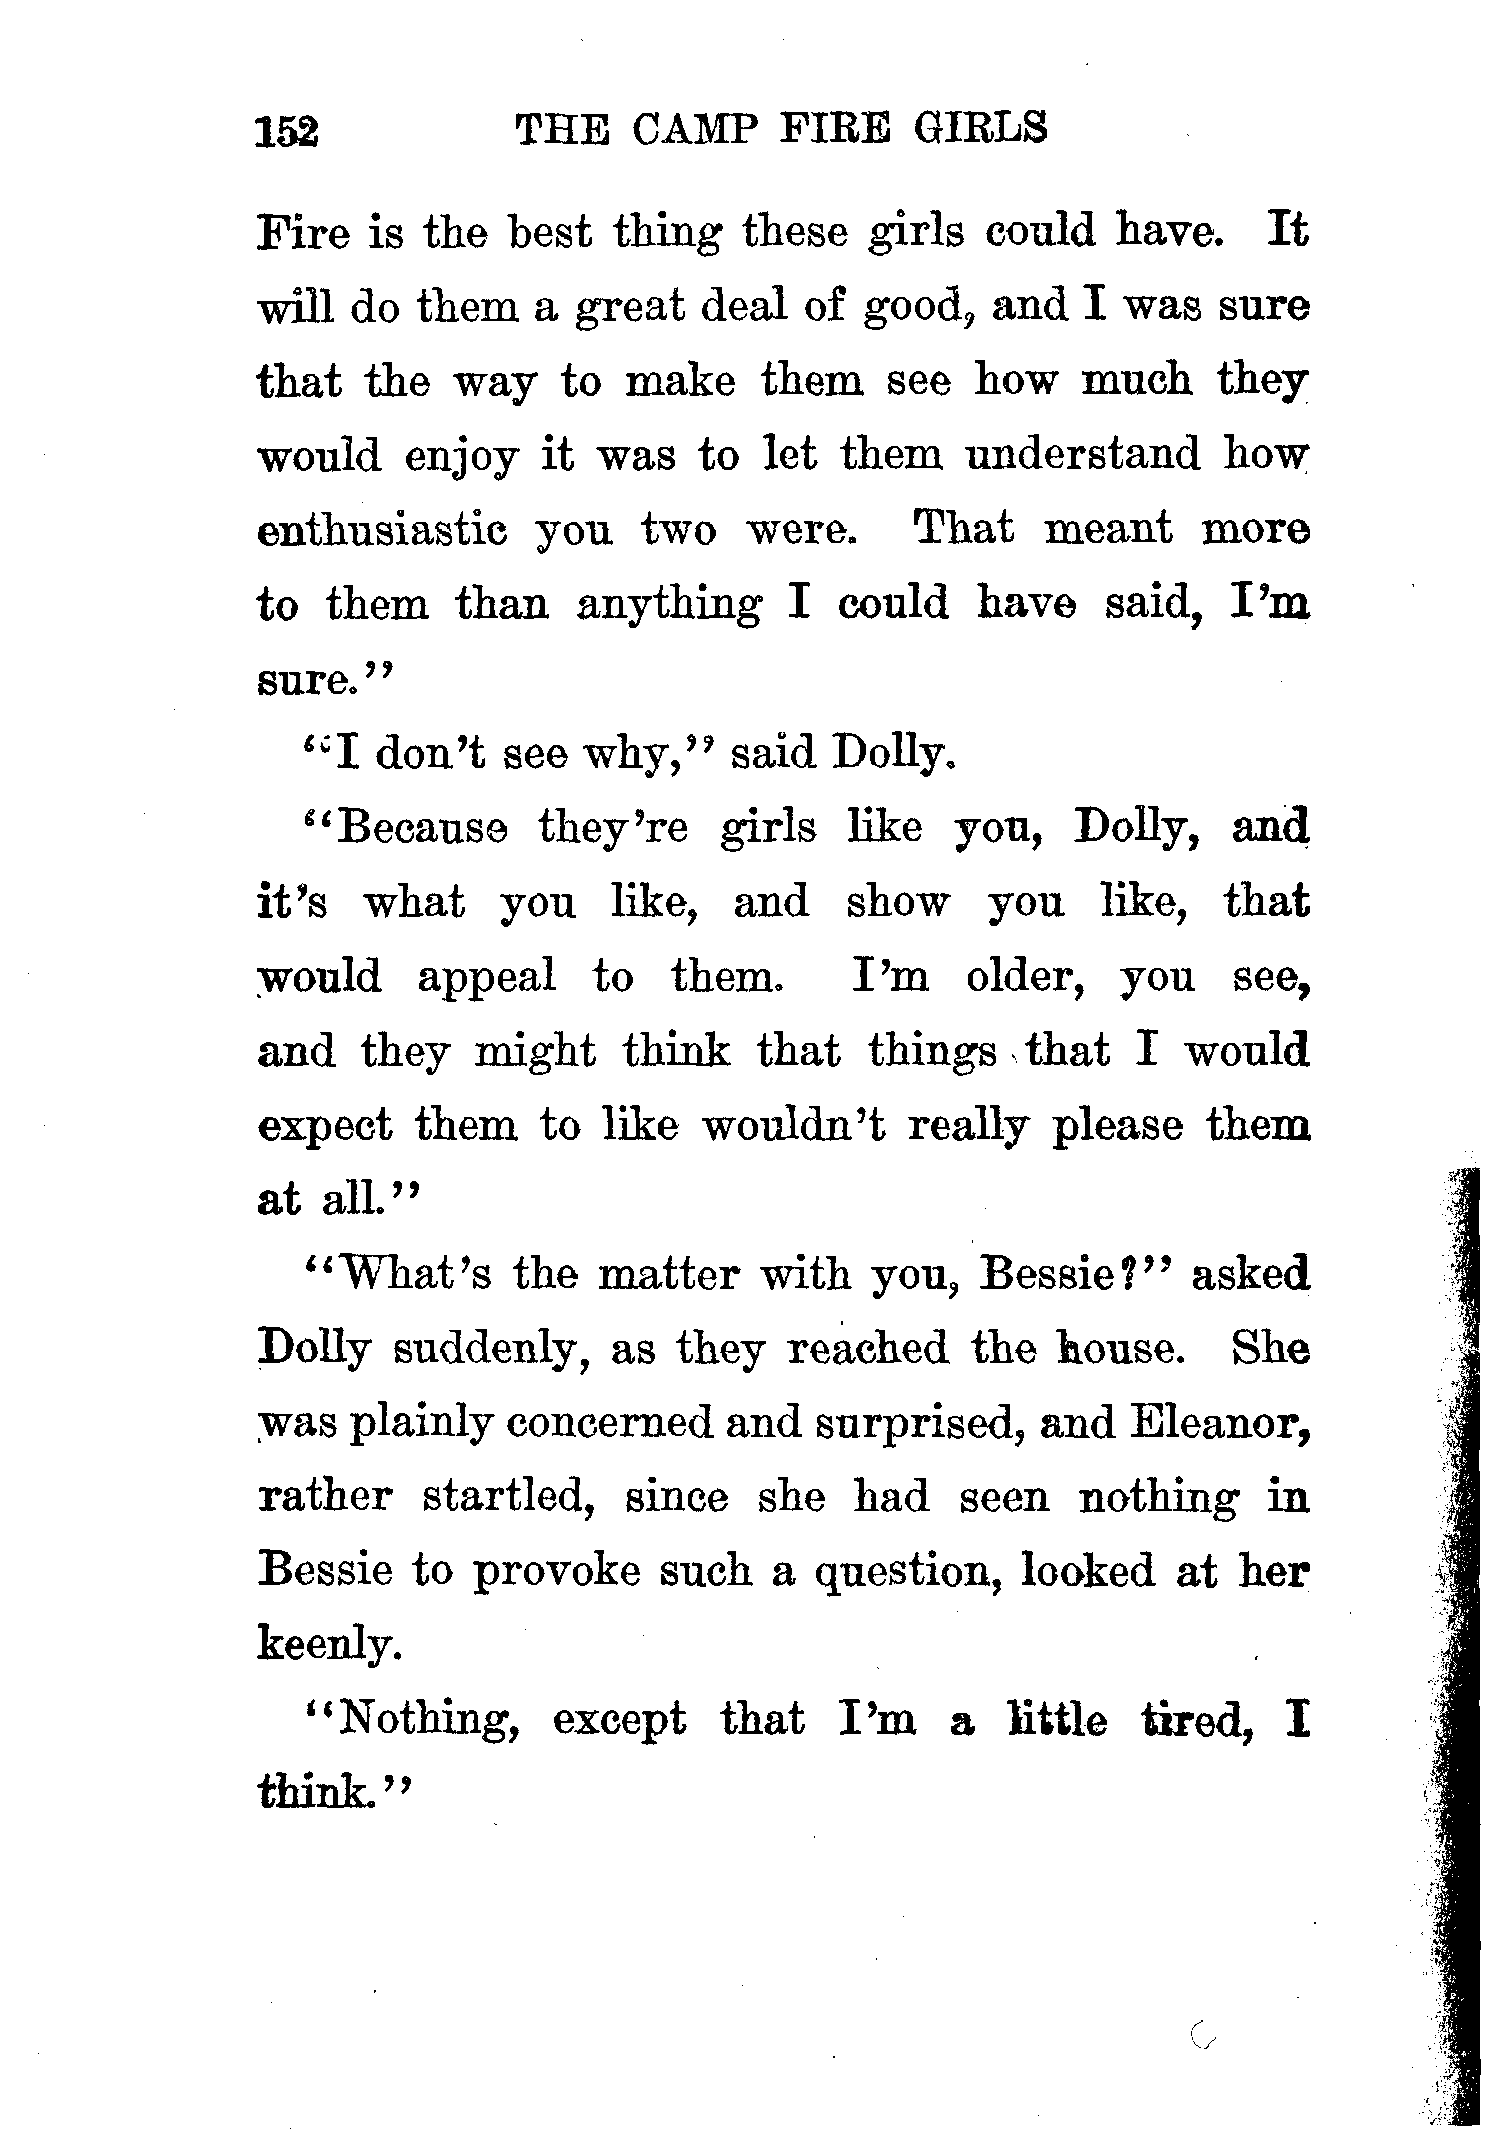 152 THE CAMP FIRE GIRLS
Fire is the best thing these girls could have. It
will do them a great deal of good, and I was sure
that the way to make them see how much they
would enjoy it was to let them understand how
enthusiastic you two were. That meant more
to them than anything I could have said, I'm
sure."
"I don't see why," said Dolly.
"Because they're girls like you, Dolly, and
it's what you like, and show you like, that
would appeal to them. I'm older, you see,
and they might think that things that I would
expect them to like wouldn't really please them
at all."
"What's the matter with you, Bessie?" asked
Dolly suddenly, as they reached the house. She
was plainly concerned and surprised, and Eleanor,
rather startled, since she had seen nothing in
Bessie to provoke such a question, looked at her
keenly.
"Nothing, except that I'm a little tired, I
think."